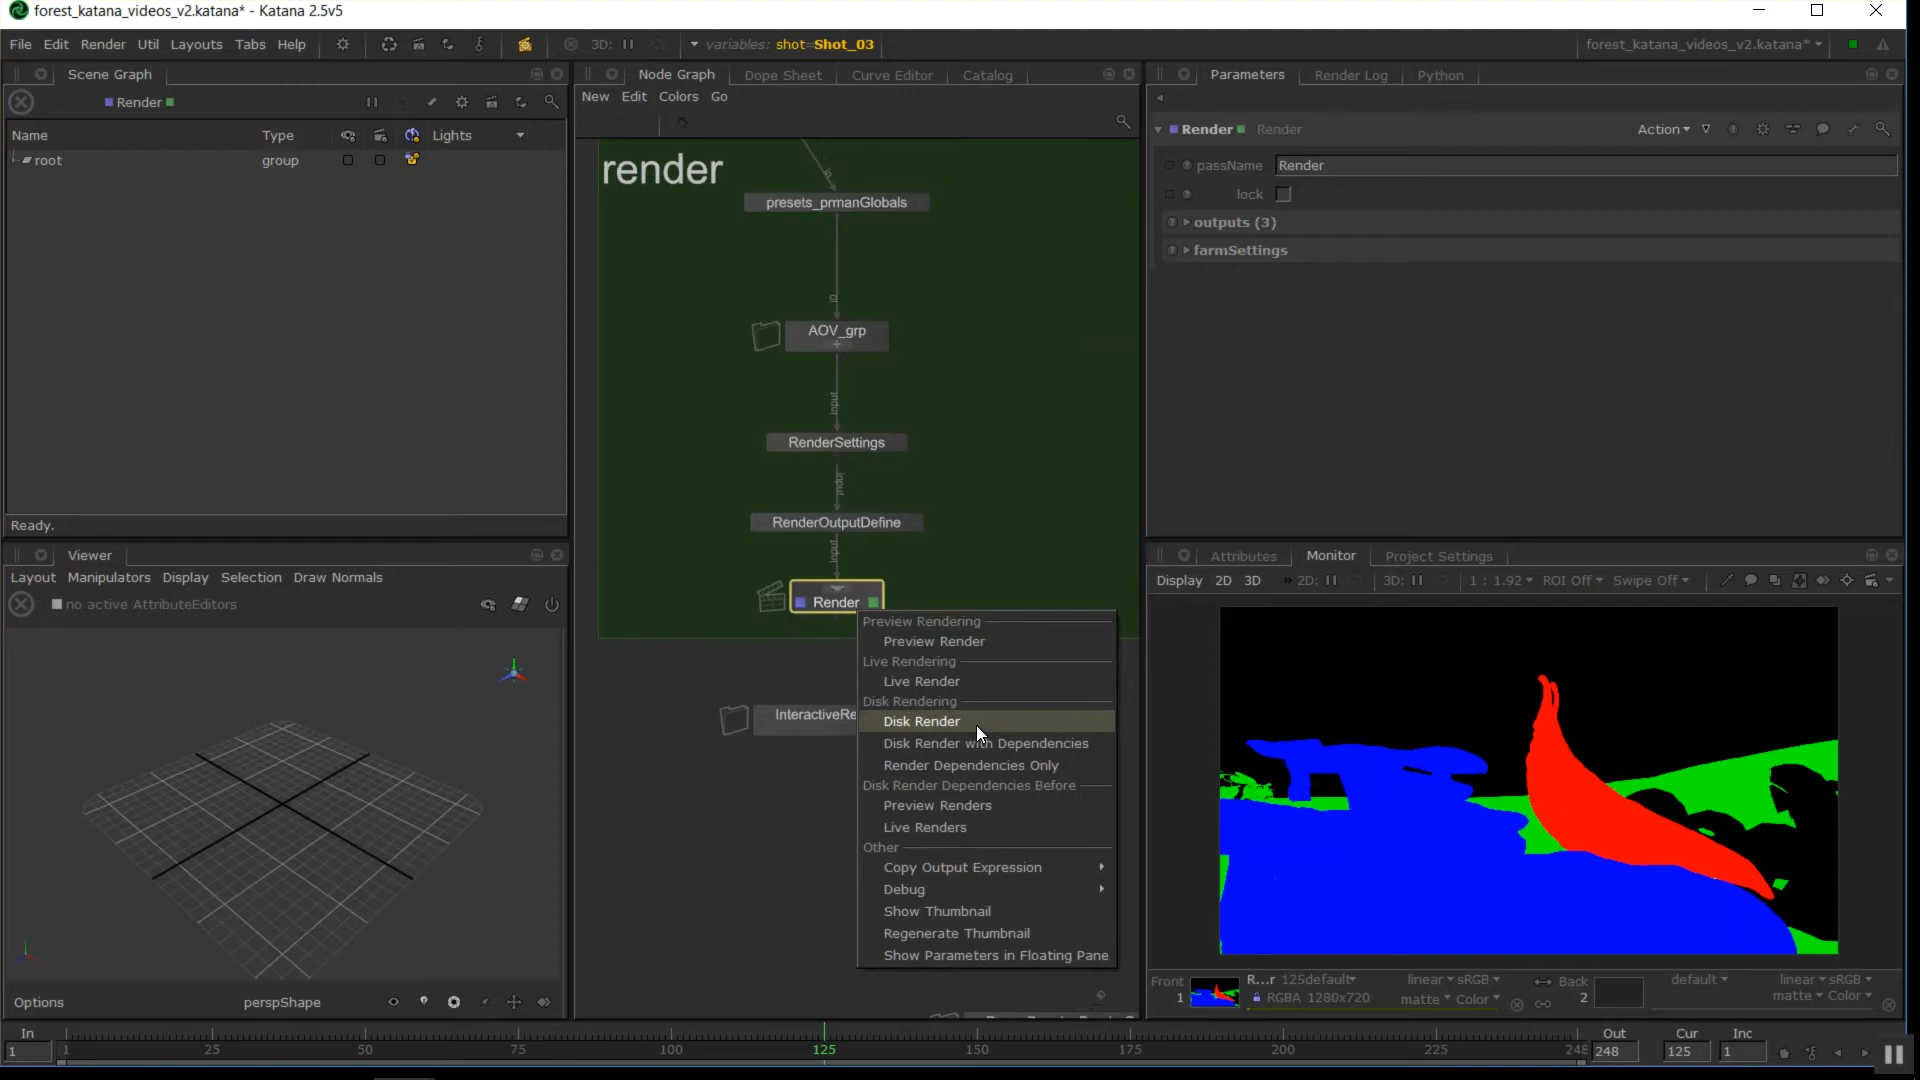 forest_katana_videos_v2.katana* - Katana 2.5v5
File Edit Render Util Layouts Tabs Help 3D: variables: shot=Shot_03 forest_katana_videos_v2.katana*
Scene Graph
Render
Name Type Lights
root group
Ready.
Viewer
Layout Manipulators Display Selection Draw Normals
no active AttributeEditors
Options perspShape
Node Graph Dope Sheet Curve Editor Catalog
New Edit Colors Go
render
in
presets_prmanGlobals
AOV_grp
input
RenderSettings
input
RenderOutputDefine
input
Render
InteractiveRe
Preview Rendering
Preview Render
Live Rendering
Live Render
Disk Rendering
Disk Render
Disk Render with Dependencies
Render Dependencies Only
Disk Render Dependencies Before
Preview Renders
Live Renders
Other
Copy Output Expression
Debug
Show Thumbnail
Regenerate Thumbnail
Show Parameters in Floating Pane
Parameters Render Log Python
Render Render Action
passName Render
lock
outputs (3)
farmSettings
Attributes Monitor Project Settings
Display 2D 3D » 2D: 3D: 1 : 1.92 ROI Off Swipe Off
Front R...r 125default linear sRGB Back default linear sRGB
1 RGBA 1280x720 matte Color 2 matte Color
In Out Cur Inc
1 1 25 50 75 100 125 150 175 200 225 248 248 125 1